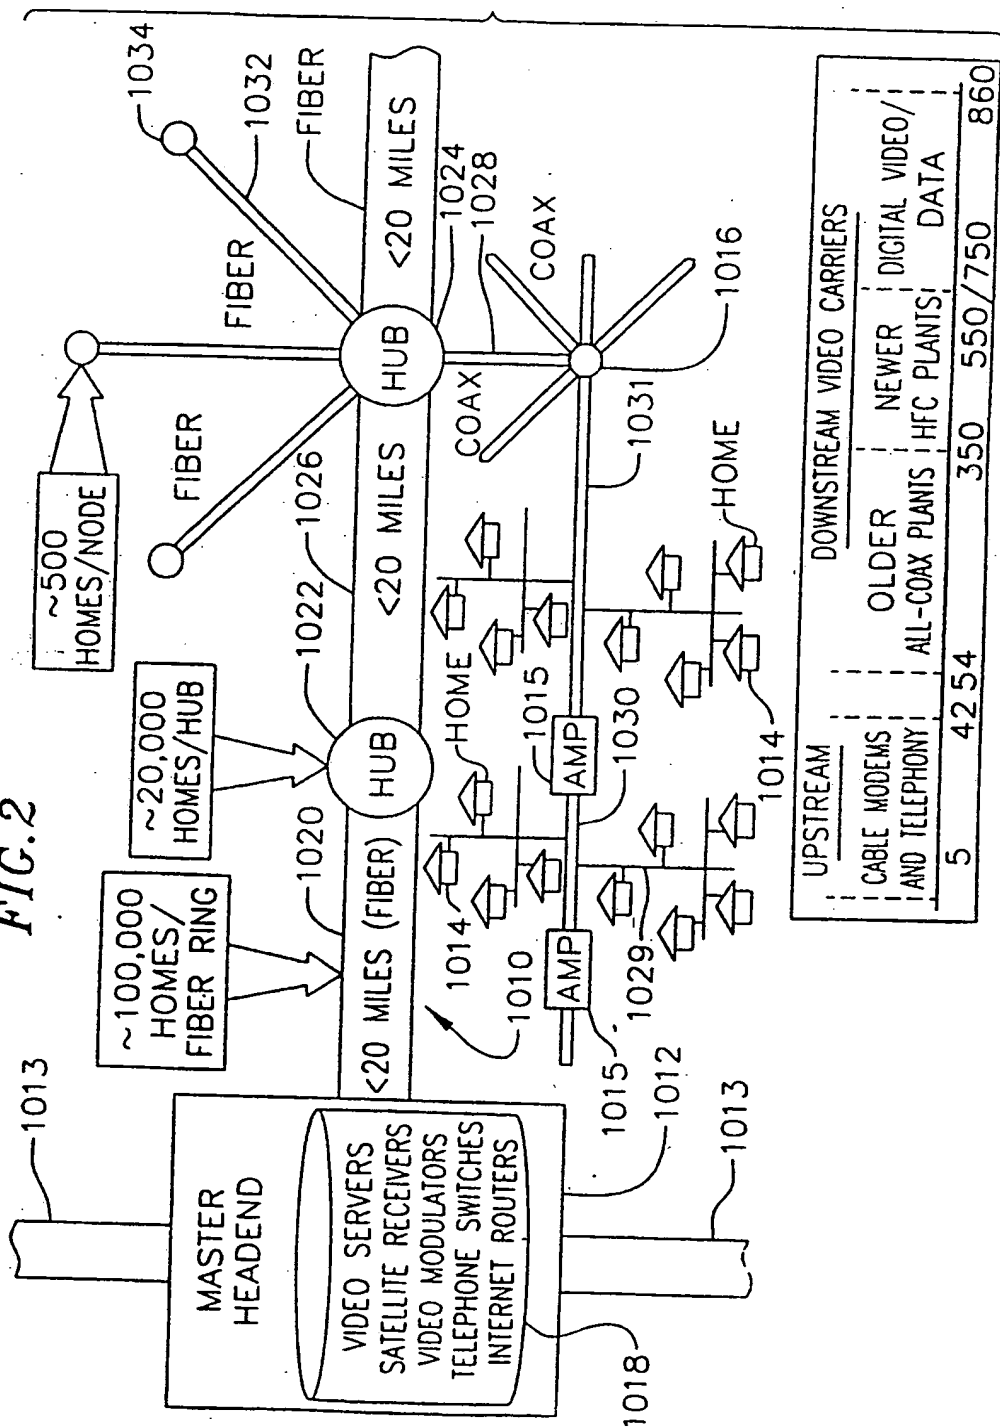 FIG.2
~100,000
HOMES/
FIBER RING
~20,000
HOMES/HUB
~500
HOMES/NODE
1013
1020
1022
1026
FIBER
FIBER
1034
1032
FIBER
MASTER
HEADEND
VIDEO SERVERS
SATELLITE RECEIVERS
VIDEO MODULATORS
TELEPHONE SWITCHES
INTERNET ROUTERS
<20 MILES (FIBER)
HUB
<20 MILES
HUB
<20 MILES
1024
1028
1010
1014
HOME
1015
COAX
COAX
AMP
AMP
1015
1029
1030
1031
1016
1012
1013
1018
1014
HOME
UPSTREAM
DOWNSTREAM VIDEO CARRIERS
CABLE MODEMS
AND TELEPHONY
OLDER
ALL-COAX PLANTS
NEWER
HFC PLANTS
DIGITAL VIDEO/
DATA
5 42 54 350 550/750 860